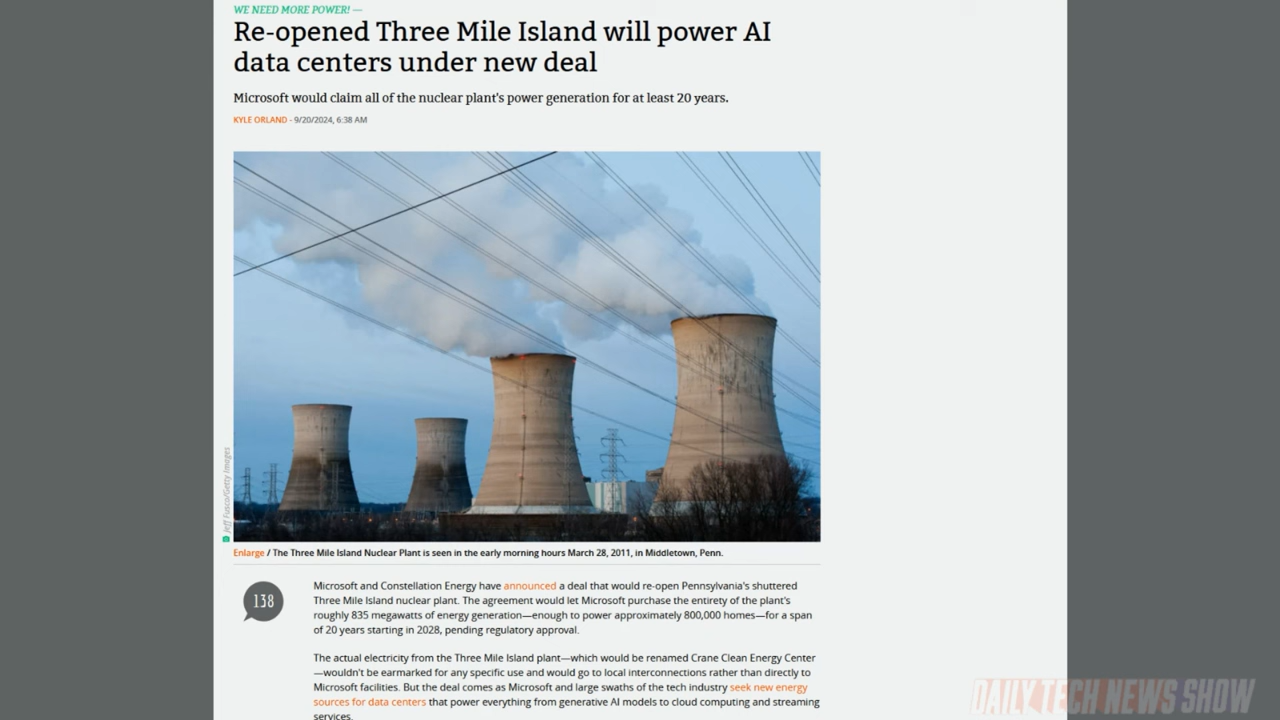 WE NEED MORE POWER! —
Re-opened Three Mile Island will power AI
data centers under new deal
Microsoft would claim all of the nuclear plant's power generation for at least 20 years.
KYLE ORLAND - 9/20/2024, 6:38 AM
Jeff Fusco/Getty Images
Enlarge / The Three Mile Island Nuclear Plant is seen in the early morning hours March 28, 2011, in Middletown, Penn.
138
Microsoft and Constellation Energy have announced a deal that would re-open Pennsylvania's shuttered
Three Mile Island nuclear plant. The agreement would let Microsoft purchase the entirety of the plant's
roughly 835 megawatts of energy generation—enough to power approximately 800,000 homes—for a span
of 20 years starting in 2028, pending regulatory approval.
The actual electricity from the Three Mile Island plant—which would be renamed Crane Clean Energy Center
—wouldn't be earmarked for any specific use and would go to local interconnections rather than directly to
Microsoft facilities. But the deal comes as Microsoft and large swaths of the tech industry seek new energy
sources for data centers that power everything from generative AI models to cloud computing and streaming
services.
DAILY TECH NEWS SHOW